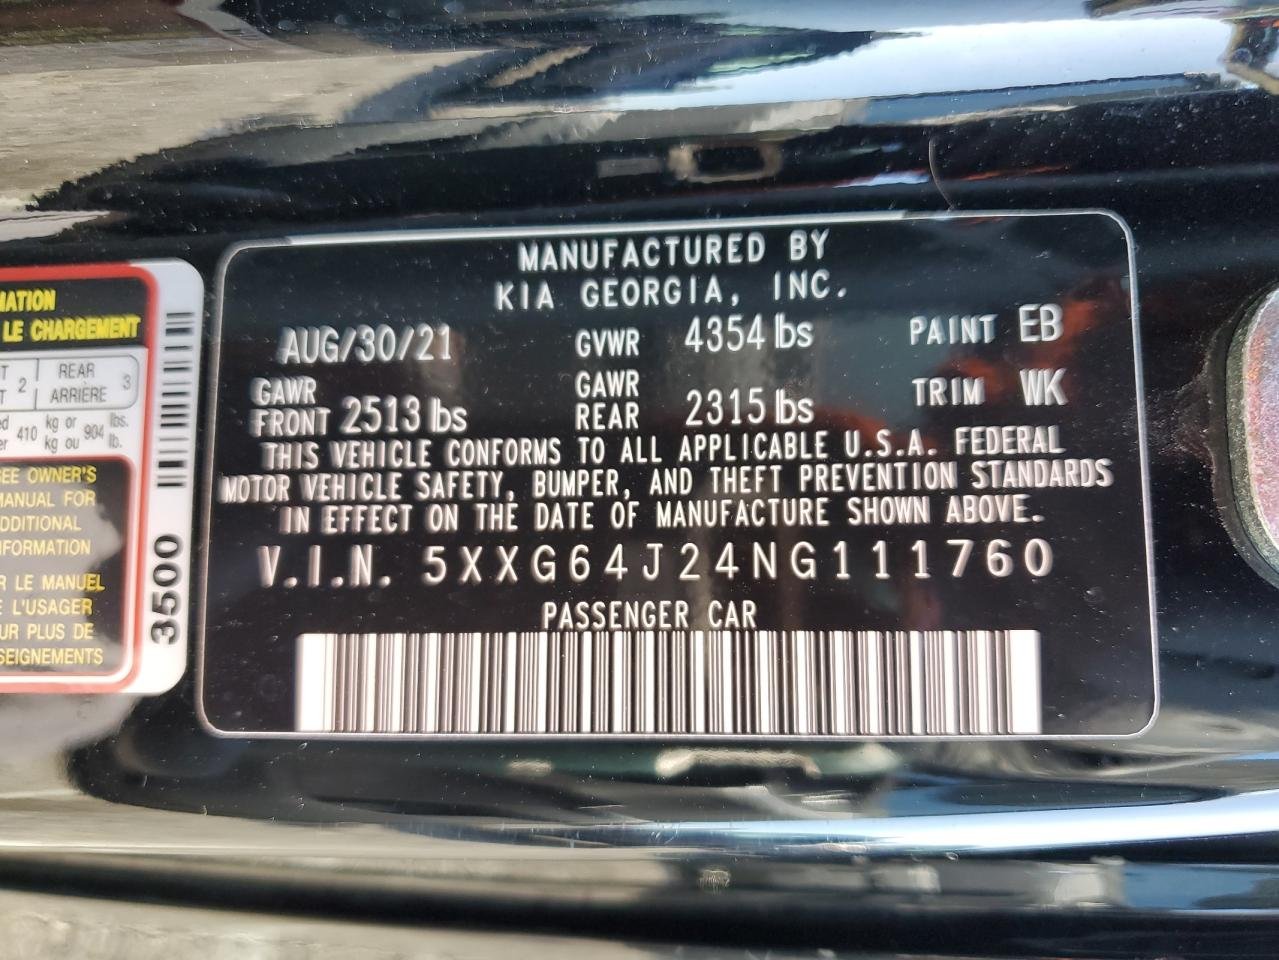 MANUFACTURED BY
KIA GEORGIA, INC.
AUG/30/21 GVWR 4354 lbs PAINT EB
GAWR FRONT 2513 lbs GAWR REAR 2315 lbs TRIM WK
THIS VEHICLE CONFORMS TO ALL APPLICABLE U.S.A. FEDERAL
MOTOR VEHICLE SAFETY, BUMPER, AND THEFT PREVENTION STANDARDS
IN EFFECT ON THE DATE OF MANUFACTURE SHOWN ABOVE.
V.I.N. 5XXG64J24NG111760
PASSENGER CAR
MATION
LE CHARGEMENT
2 REAR 3
ARRIÈRE
410 kg or 904 lbs.
kg ou lb.
SEE OWNER'S
MANUAL FOR
ADDITIONAL
INFORMATION
LE MANUEL
L'USAGER
UR PLUS DE
SEIGNEMENTS
3500